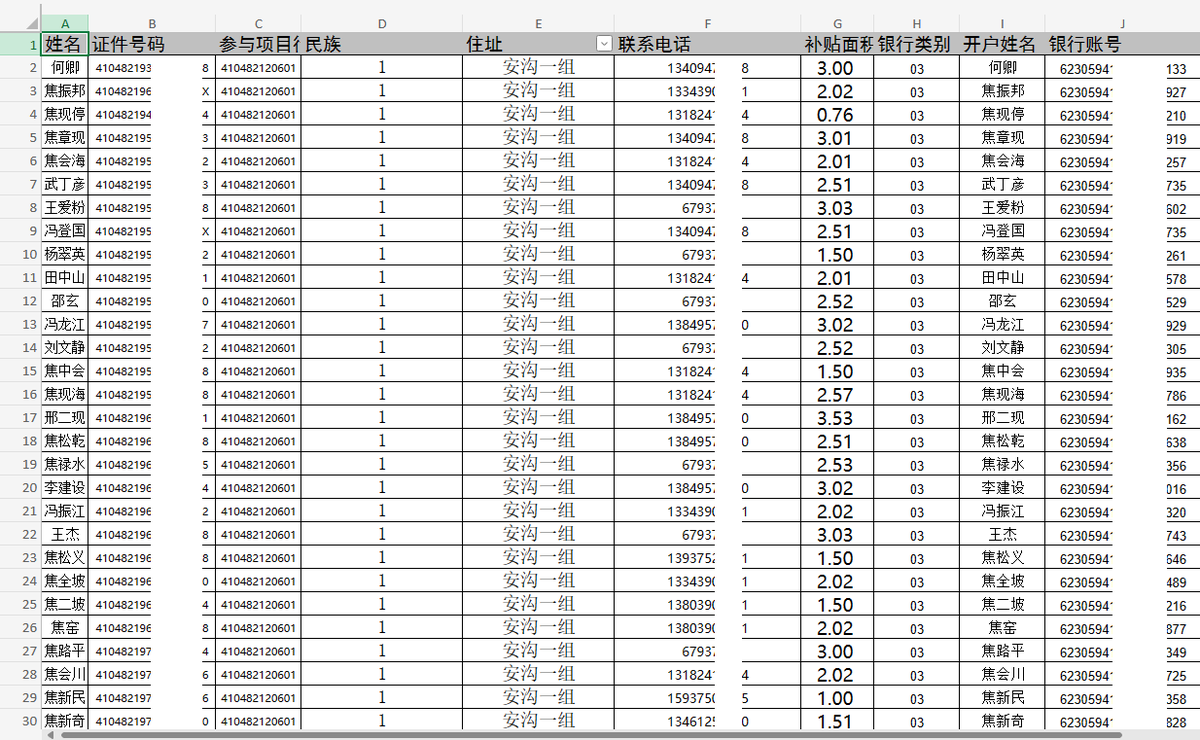 A B C D E F G H I J
1 姓名 证件号码 参与项目行 民族 住址 联系电话 补贴面积 银行类别 开户姓名 银行账号
2 何卿 410482193 8 410482120601 1 安沟一组 1340947 8 3.00 03 何卿 62305941 133
3 焦振邦 410482196 X 410482120601 1 安沟一组 1334390 1 2.02 03 焦振邦 62305941 927
4 焦现停 410482194 4 410482120601 1 安沟一组 1318241 4 0.76 03 焦现停 62305941 210
5 焦章现 410482195 3 410482120601 1 安沟一组 1340947 8 3.01 03 焦章现 62305941 919
6 焦会海 410482195 2 410482120601 1 安沟一组 1318241 4 2.01 03 焦会海 62305941 257
7 武丁彦 410482195 3 410482120601 1 安沟一组 1340947 8 2.51 03 武丁彦 62305941 735
8 王爱粉 410482195 8 410482120601 1 安沟一组 67937 3.03 03 王爱粉 62305941 602
9 冯登国 410482195 X 410482120601 1 安沟一组 1340947 8 2.51 03 冯登国 62305941 735
10 杨翠英 410482195 2 410482120601 1 安沟一组 67937 1.50 03 杨翠英 62305941 261
11 田中山 410482195 1 410482120601 1 安沟一组 1318241 4 2.01 03 田中山 62305941 578
12 邵玄 410482195 0 410482120601 1 安沟一组 67937 2.52 03 邵玄 62305941 529
13 冯龙江 410482195 7 410482120601 1 安沟一组 1384957 0 3.02 03 冯龙江 62305941 929
14 刘文静 410482195 2 410482120601 1 安沟一组 67937 2.52 03 刘文静 62305941 305
15 焦中会 410482195 8 410482120601 1 安沟一组 1318241 4 1.50 03 焦中会 62305941 935
16 焦现海 410482195 8 410482120601 1 安沟一组 1318241 4 2.57 03 焦现海 62305941 786
17 邢二现 410482196 1 410482120601 1 安沟一组 1384957 0 3.53 03 邢二现 62305941 162
18 焦松乾 410482196 8 410482120601 1 安沟一组 1384957 0 2.51 03 焦松乾 62305941 638
19 焦禄水 410482196 5 410482120601 1 安沟一组 67937 2.53 03 焦禄水 62305941 356
20 李建设 410482196 4 410482120601 1 安沟一组 1384957 0 3.02 03 李建设 62305941 016
21 冯振江 410482196 2 410482120601 1 安沟一组 1334390 1 2.02 03 冯振江 62305941 320
22 王杰 410482196 8 410482120601 1 安沟一组 67937 3.03 03 王杰 62305941 743
23 焦松义 410482196 8 410482120601 1 安沟一组 1393752 1 1.50 03 焦松义 62305941 646
24 焦全坡 410482196 0 410482120601 1 安沟一组 1334390 1 2.02 03 焦全坡 62305941 489
25 焦二坡 410482196 4 410482120601 1 安沟一组 1380390 1 1.50 03 焦二坡 62305941 216
26 焦窑 410482196 8 410482120601 1 安沟一组 1380390 1 2.02 03 焦窑 62305941 877
27 焦路平 410482197 4 410482120601 1 安沟一组 67937 3.00 03 焦路平 62305941 349
28 焦会川 410482197 6 410482120601 1 安沟一组 1318241 4 2.02 03 焦会川 62305941 725
29 焦新民 410482197 6 410482120601 1 安沟一组 1593750 5 1.00 03 焦新民 62305941 358
30 焦新奇 410482197 0 410482120601 1 安沟一组 1346125 0 1.51 03 焦新奇 62305941 828